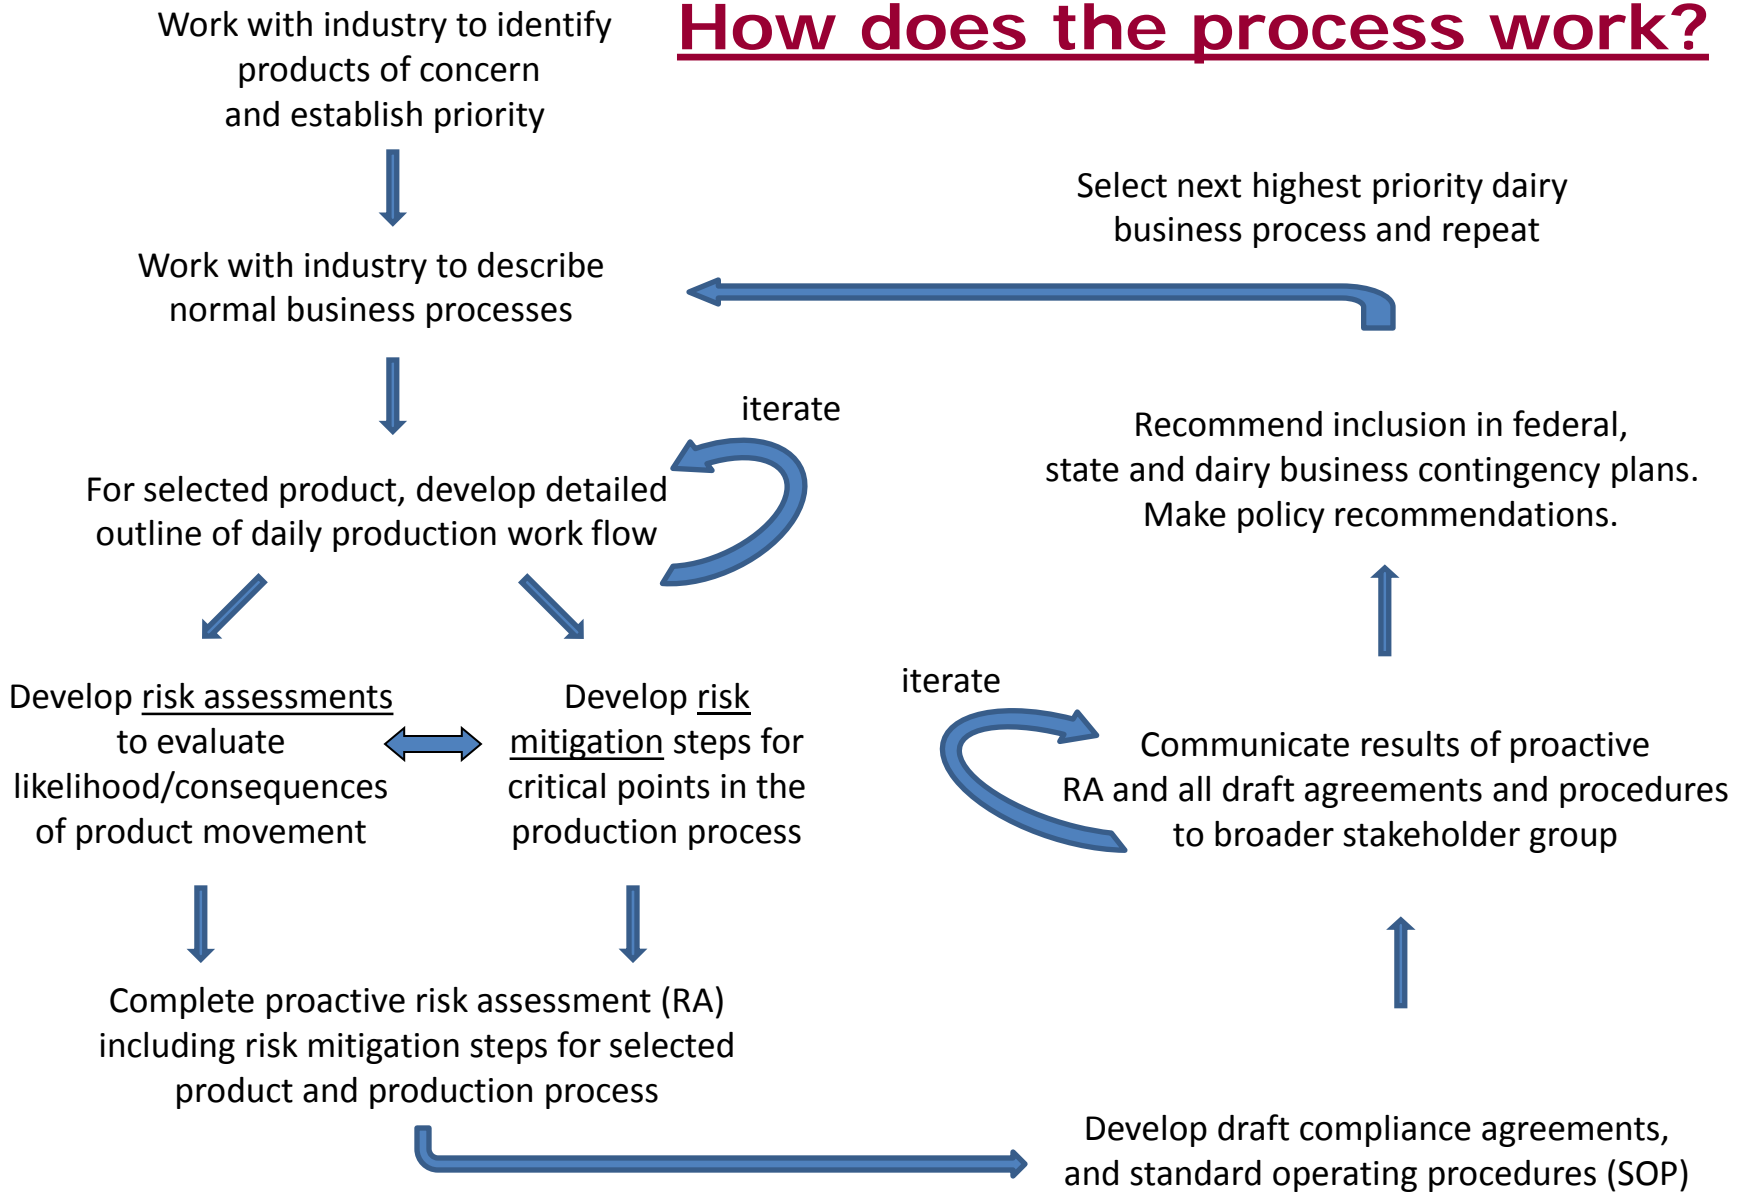 How does the process work?
Work with industry to identify
products of concern
and establish priority
Work with industry to describe
normal business processes
iterate
For selected product, develop detailed
outline of daily production work flow
Develop risk assessments
to evaluate
likelihood/consequences
of product movement
Develop risk
mitigation steps for
critical points in the
production process
Complete proactive risk assessment (RA)
including risk mitigation steps for selected
product and production process
Develop draft compliance agreements,
and standard operating procedures (SOP)
iterate
Communicate results of proactive
RA and all draft agreements and procedures
to broader stakeholder group
Recommend inclusion in federal,
state and dairy business contingency plans.
Make policy recommendations.
Select next highest priority dairy
business process and repeat